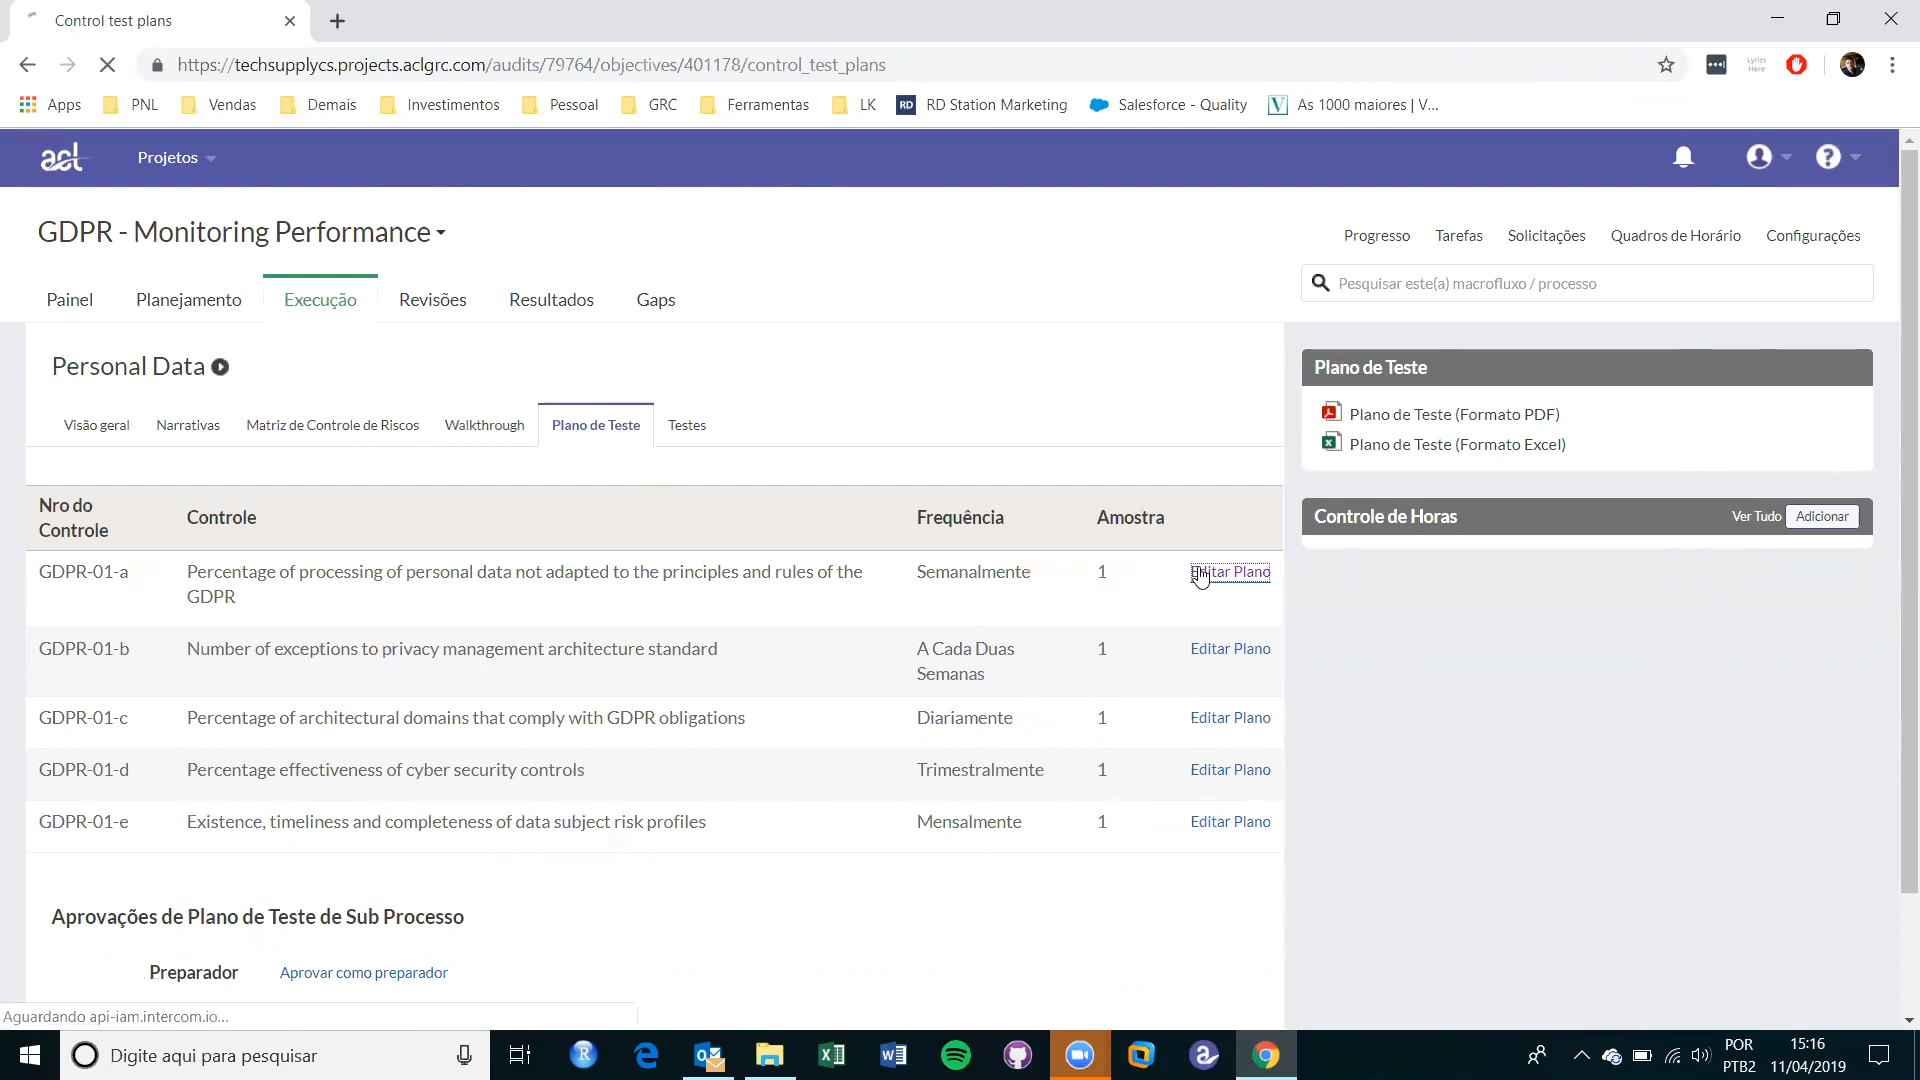 Control test plans
https://techsupplycs.projects.aclgrc.com/audits/79764/objectives/401178/control_test_plans
Lyrics Here
Apps PNL Vendas Demais Investimentos Pessoal GRC Ferramentas LK RD RD Station Marketing Salesforce - Quality V As 1000 maiores | V...
acl Projetos
GDPR - Monitoring Performance
Progresso Tarefas Solicitações Quadros de Horário Configurações
Pesquisar este(a) macrofluxo / processo
Painel Planejamento Execução Revisões Resultados Gaps
Personal Data
Visão geral Narrativas Matriz de Controle de Riscos Walkthrough Plano de Teste Testes
Plano de Teste
Plano de Teste (Formato PDF)
Plano de Teste (Formato Excel)
Controle de Horas Ver Tudo Adicionar
Nro do Controle Controle Frequência Amostra
GDPR-01-a Percentage of processing of personal data not adapted to the principles and rules of the Semanalmente 1 Editar Plano
GDPR
GDPR-01-b Number of exceptions to privacy management architecture standard A Cada Duas 1 Editar Plano
Semanas
GDPR-01-c Percentage of architectural domains that comply with GDPR obligations Diariamente 1 Editar Plano
GDPR-01-d Percentage effectiveness of cyber security controls Trimestralmente 1 Editar Plano
GDPR-01-e Existence, timeliness and completeness of data subject risk profiles Mensalmente 1 Editar Plano
Aprovações de Plano de Teste de Sub Processo
Preparador Aprovar como preparador
Aguardando api-iam.intercom.io...
Digite aqui para pesquisar
POR 15:16
PTB2 11/04/2019